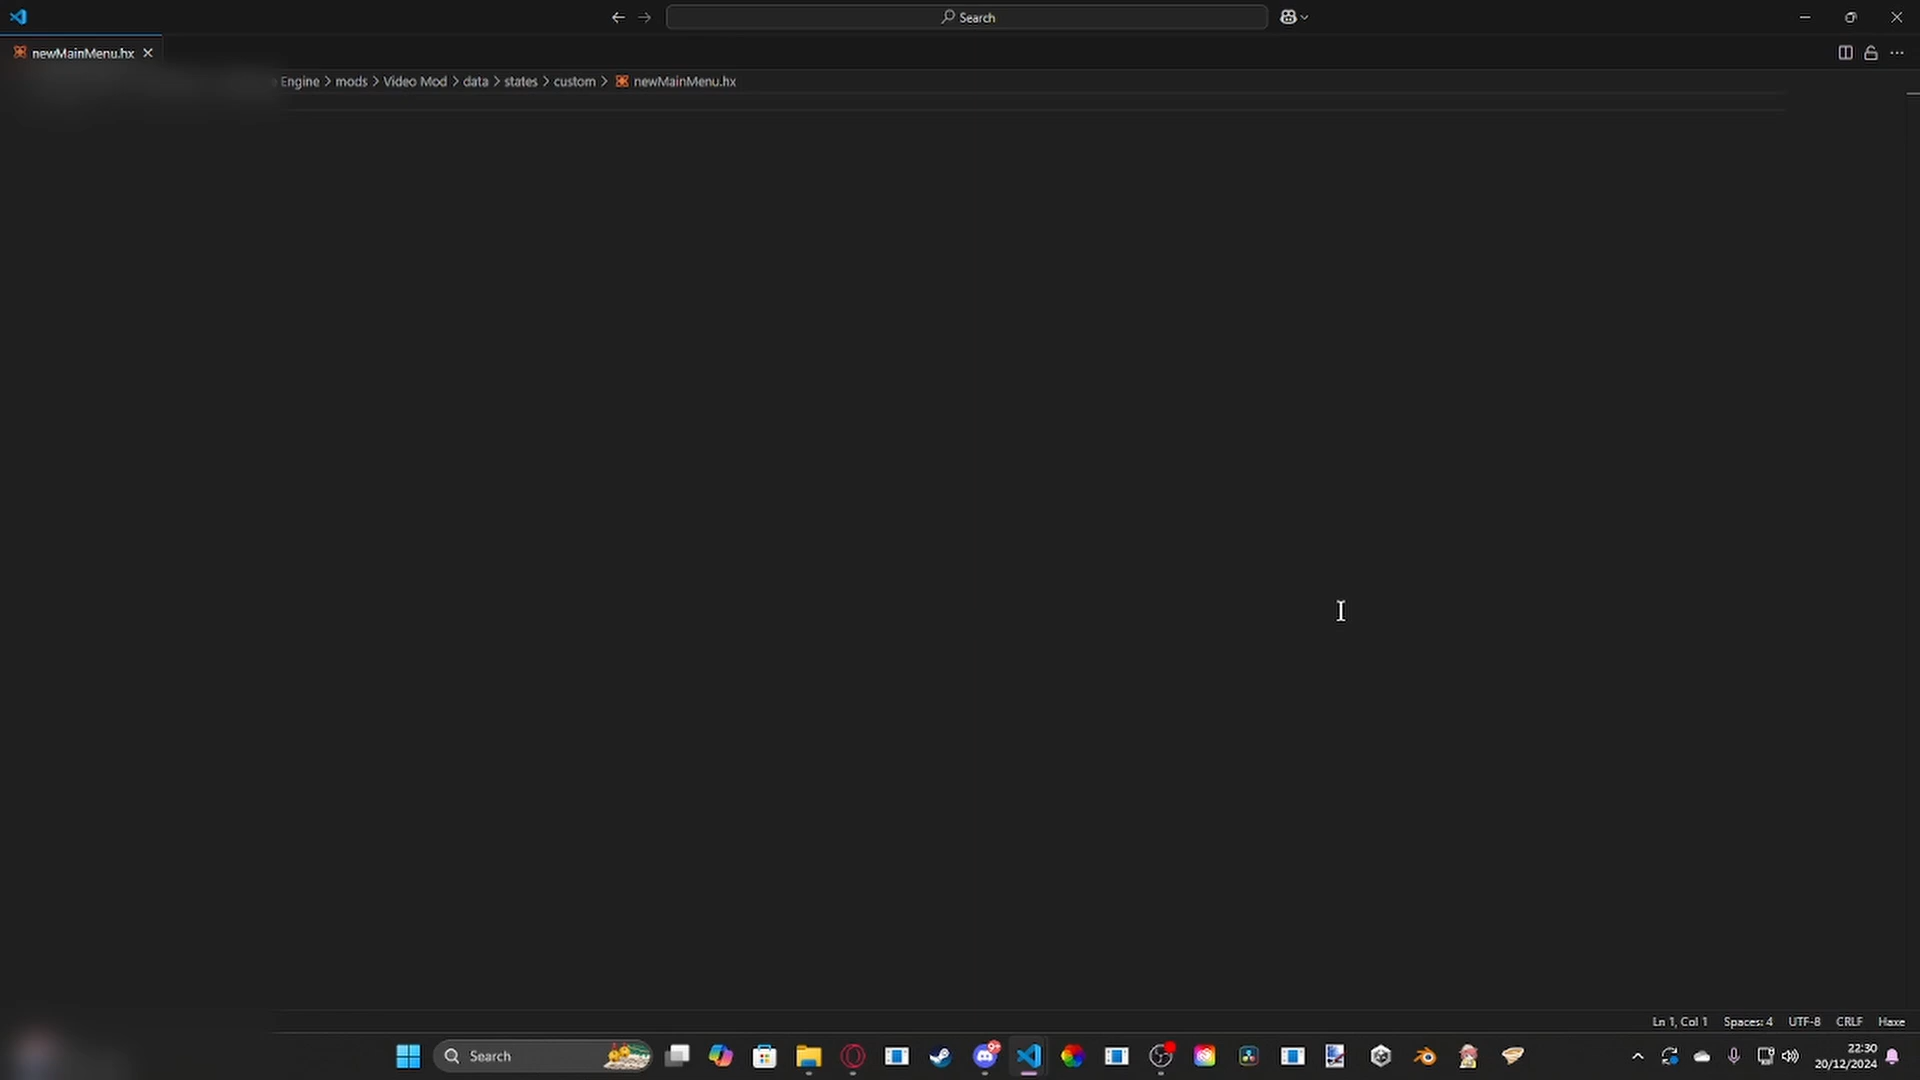 Search
newMainMenu.hx
Engine > mods > Video Mod > data > states > custom > newMainMenu.hx
Ln 1, Col 1 Spaces: 4 UTF-8 CRLF Haxe
Search
9+
22:30
20/12/2024